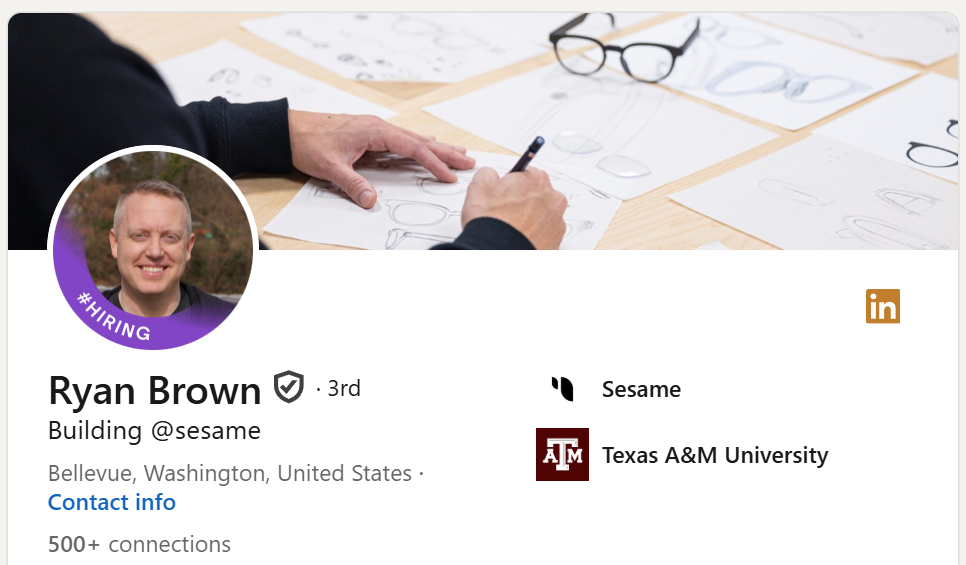 #HIRING
in
Ryan Brown · 3rd
Building @sesame
Bellevue, Washington, United States ·
Contact info
500+ connections
Sesame
ATM
Texas A&M University